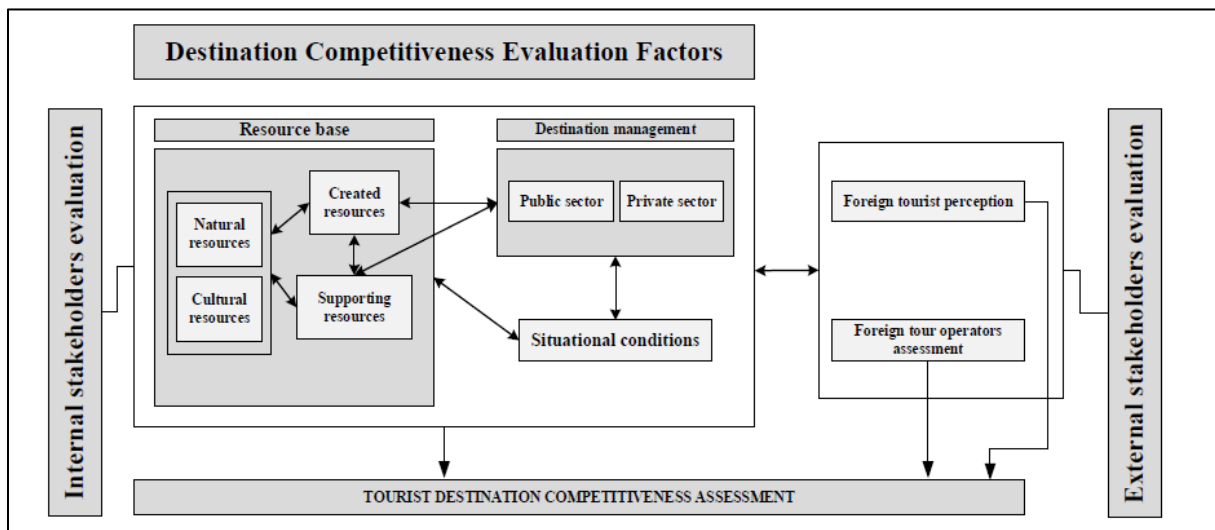 Destination Competitiveness Evaluation Factors
Internal stakeholders evaluation
Resource base
Natural
resources
Cultural
resources
Created
resources
Supporting
resources
Destination management
Public sector
Private sector
Situational conditions
Foreign tourist perception
Foreign tour operators
assessment
External stakeholders evaluation
TOURIST DESTINATION COMPETITIVENESS ASSESSMENT